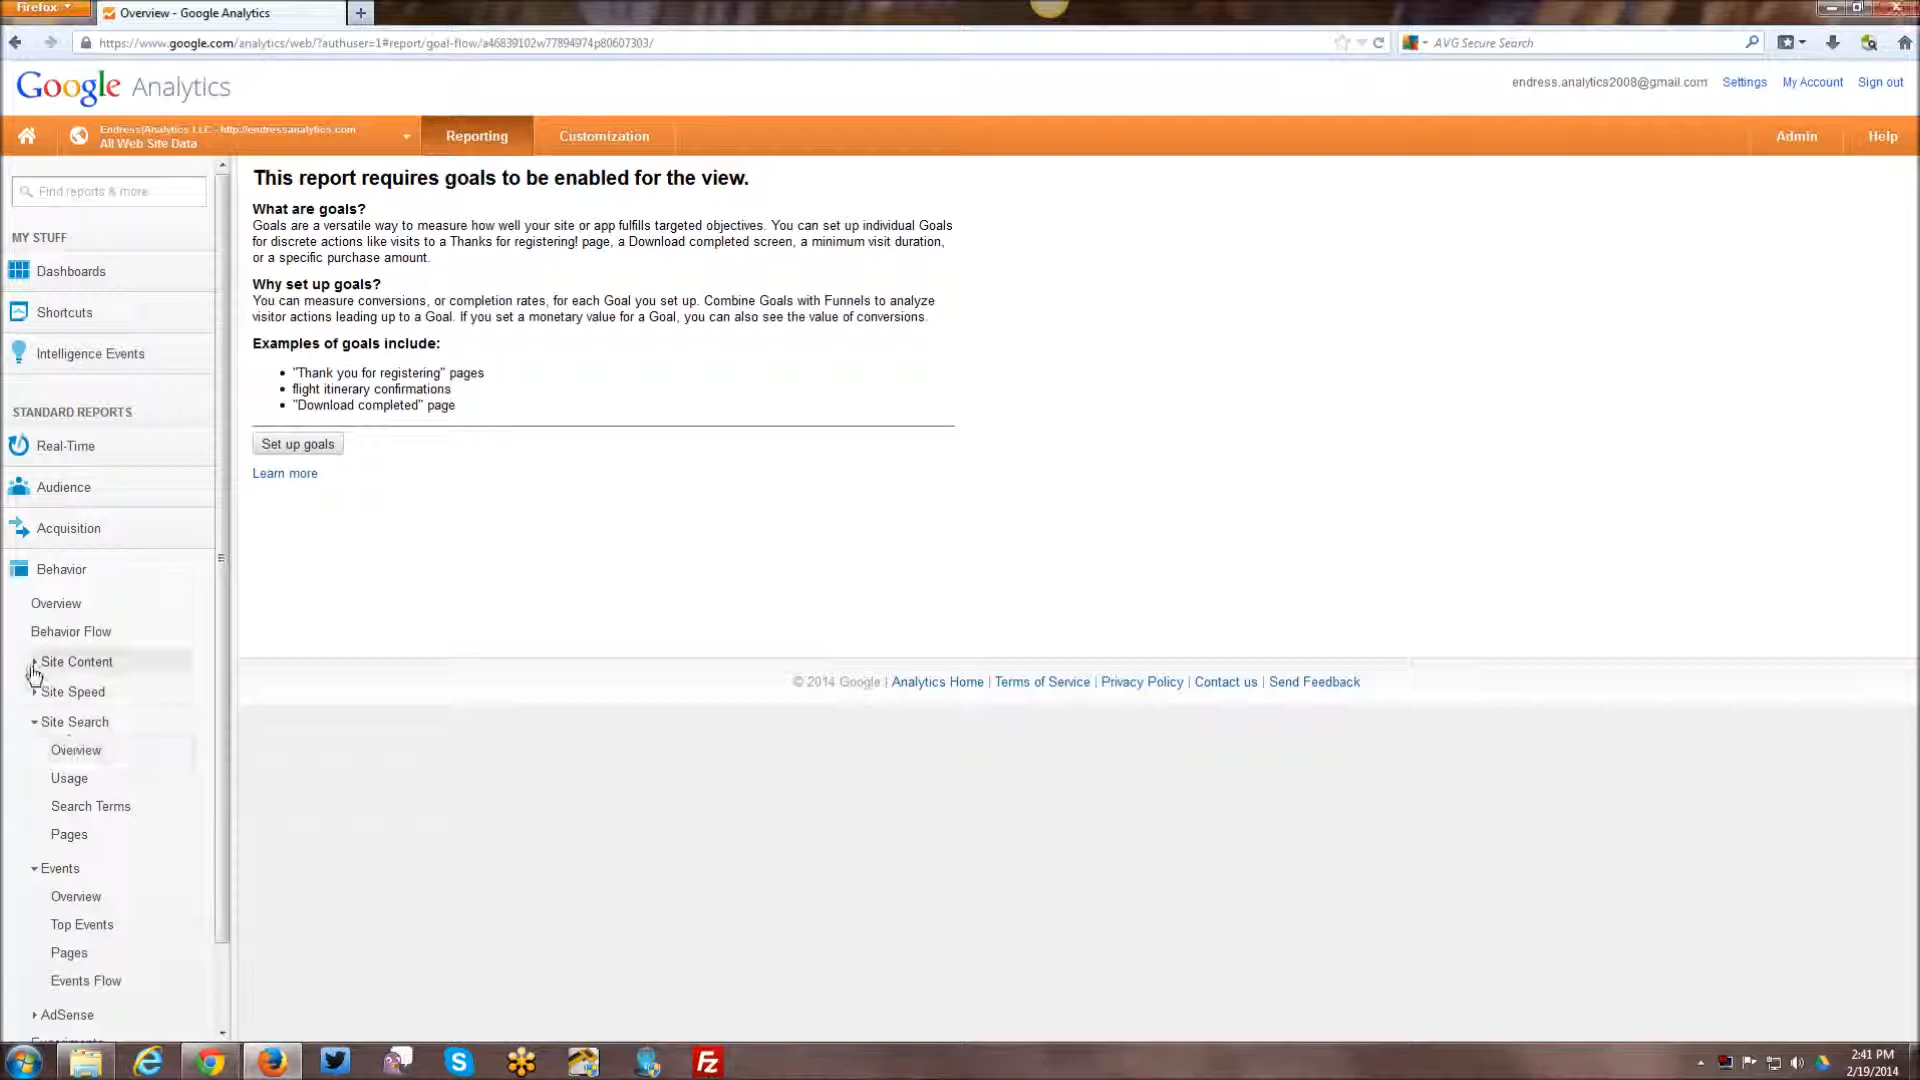 Firefox
Overview - Google Analytics
https://www.google.com/analytics/web/?authuser=1#report/goal-flow/a46839102w77894974p80607303/
AVG Secure Search
Google Analytics
endress.analytics2008@gmail.com Settings My Account Sign out
Endress|Analytics LLC - http://endressanalytics.com
All Web Site Data
Reporting
Customization
Admin
Help
Find reports & more
MY STUFF
Dashboards
Shortcuts
Intelligence Events
STANDARD REPORTS
Real-Time
Audience
Acquisition
Behavior
Overview
Behavior Flow
Site Content
Site Speed
Site Search
Overview
Usage
Search Terms
Pages
Events
Overview
Top Events
Pages
Events Flow
AdSense
This report requires goals to be enabled for the view.
What are goals?
Goals are a versatile way to measure how well your site or app fulfills targeted objectives. You can set up individual Goals
for discrete actions like visits to a Thanks for registering! page, a Download completed screen, a minimum visit duration,
or a specific purchase amount.
Why set up goals?
You can measure conversions, or completion rates, for each Goal you set up. Combine Goals with Funnels to analyze
visitor actions leading up to a Goal. If you set a monetary value for a Goal, you can also see the value of conversions.
Examples of goals include:
• "Thank you for registering" pages
• flight itinerary confirmations
• "Download completed" page
Set up goals
Learn more
© 2014 Google | Analytics Home | Terms of Service | Privacy Policy | Contact us | Send Feedback
2:41 PM
2/19/2014